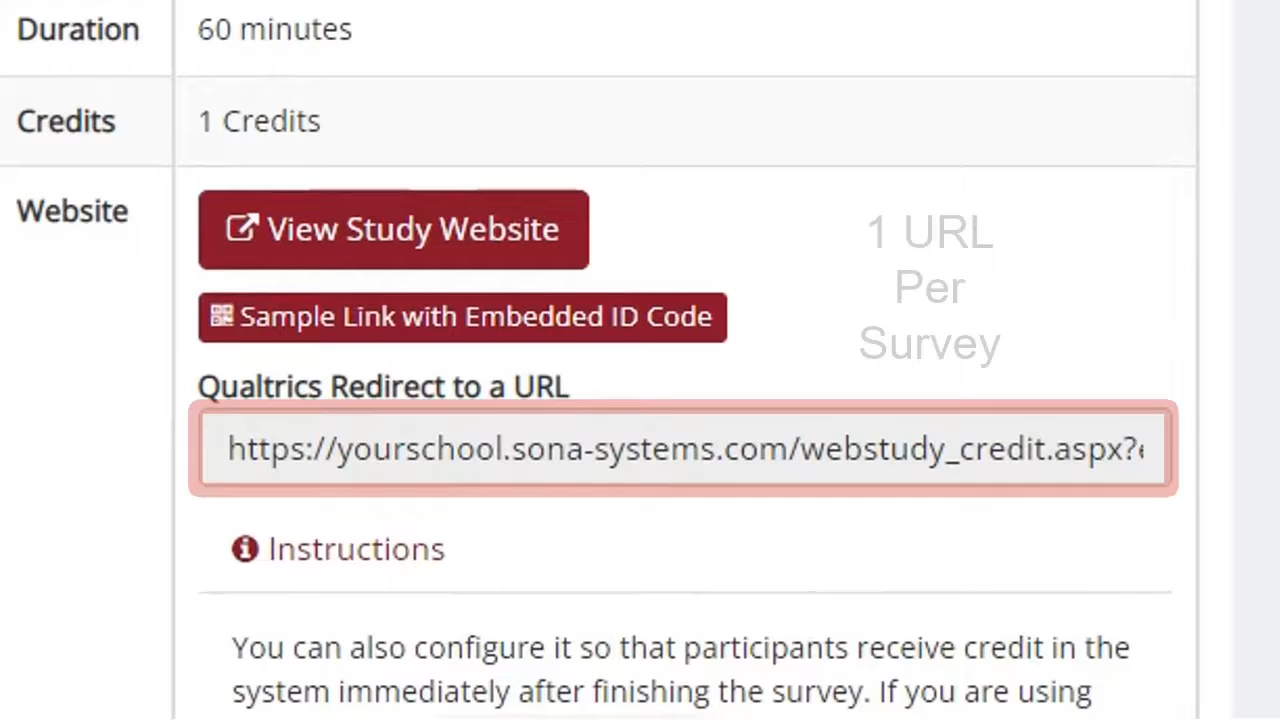 Duration 60 minutes
Credits 1 Credits
Website
View Study Website
Sample Link with Embedded ID Code
1 URL
Per
Survey
Qualtrics Redirect to a URL
https://yourschool.sona-systems.com/webstudy_credit.aspx?
Instructions
You can also configure it so that participants receive credit in the
system immediately after finishing the survey. If you are using